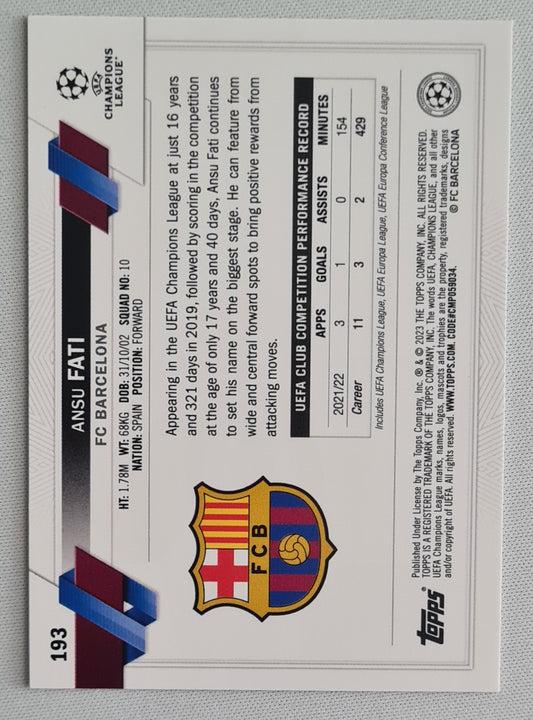 193
ANSU FATI
FC BARCELONA
HT: 1.78M WT: 68KG DOB: 31/10/02 SQUAD NO: 10
NATION: SPAIN POSITION: FORWARD
UEFA
CHAMPIONS
LEAGUE
Appearing in the UEFA Champions League at just 16 years
and 321 days in 2019, followed by scoring in the competition
at the age of only 17 years and 40 days, Ansu Fati continues
to set his name on the biggest stage. He can feature from
wide and central forward spots to bring positive rewards from
attacking moves.
FCB
UEFA CLUB COMPETITION PERFORMANCE RECORD
APPS GOALS ASSISTS MINUTES
2021/22 3 1 0 154
Career 11 3 2 429
Includes UEFA Champions League, UEFA Europa League, UEFA Europa Conference League
Topps
Published Under License by The Topps Company, Inc. ® & © 2023 THE TOPPS COMPANY, INC. ALL RIGHTS RESERVED.
TOPPS IS A REGISTERED TRADEMARK OF THE TOPPS COMPANY, INC. The words UEFA, CHAMPIONS LEAGUE, and all other
UEFA Champions League marks, names, logos, mascots and trophies are the property, registered trademarks, designs
and/or copyright of UEFA. All rights reserved. WWW.TOPPS.COM. CODE#CMP059034. © FC BARCELONA